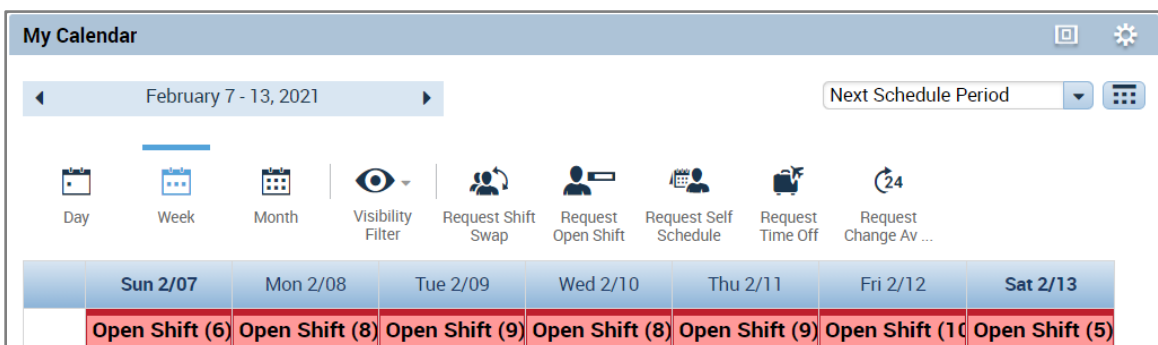 My Calendar
February 7 - 13, 2021
Next Schedule Period
Day
Week
Month
Visibility
Filter
Request Shift
Swap
Request
Open Shift
Request Self
Schedule
Request
Time Off
24
Request
Change Av ...
Sun 2/07 Mon 2/08 Tue 2/09 Wed 2/10 Thu 2/11 Fri 2/12 Sat 2/13
Open Shift (6) Open Shift (8) Open Shift (9) Open Shift (8) Open Shift (9) Open Shift (1 Open Shift (5)